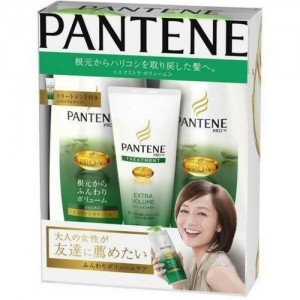 PANTENE
根元からハリコシを取り戻した髪へ。
<エクストラ ボリューム>
トリートメント付き
PANTENE
PRO-V
根元から
ふんわり
ボリューム
PANTENE
PRO-V
TREATMENT
PRO-V
EXTRA
VOLUME
PANTENE
PRO-V
PRO-V
大人の女性が
友達に薦めたい
ふんわりボリュームケア